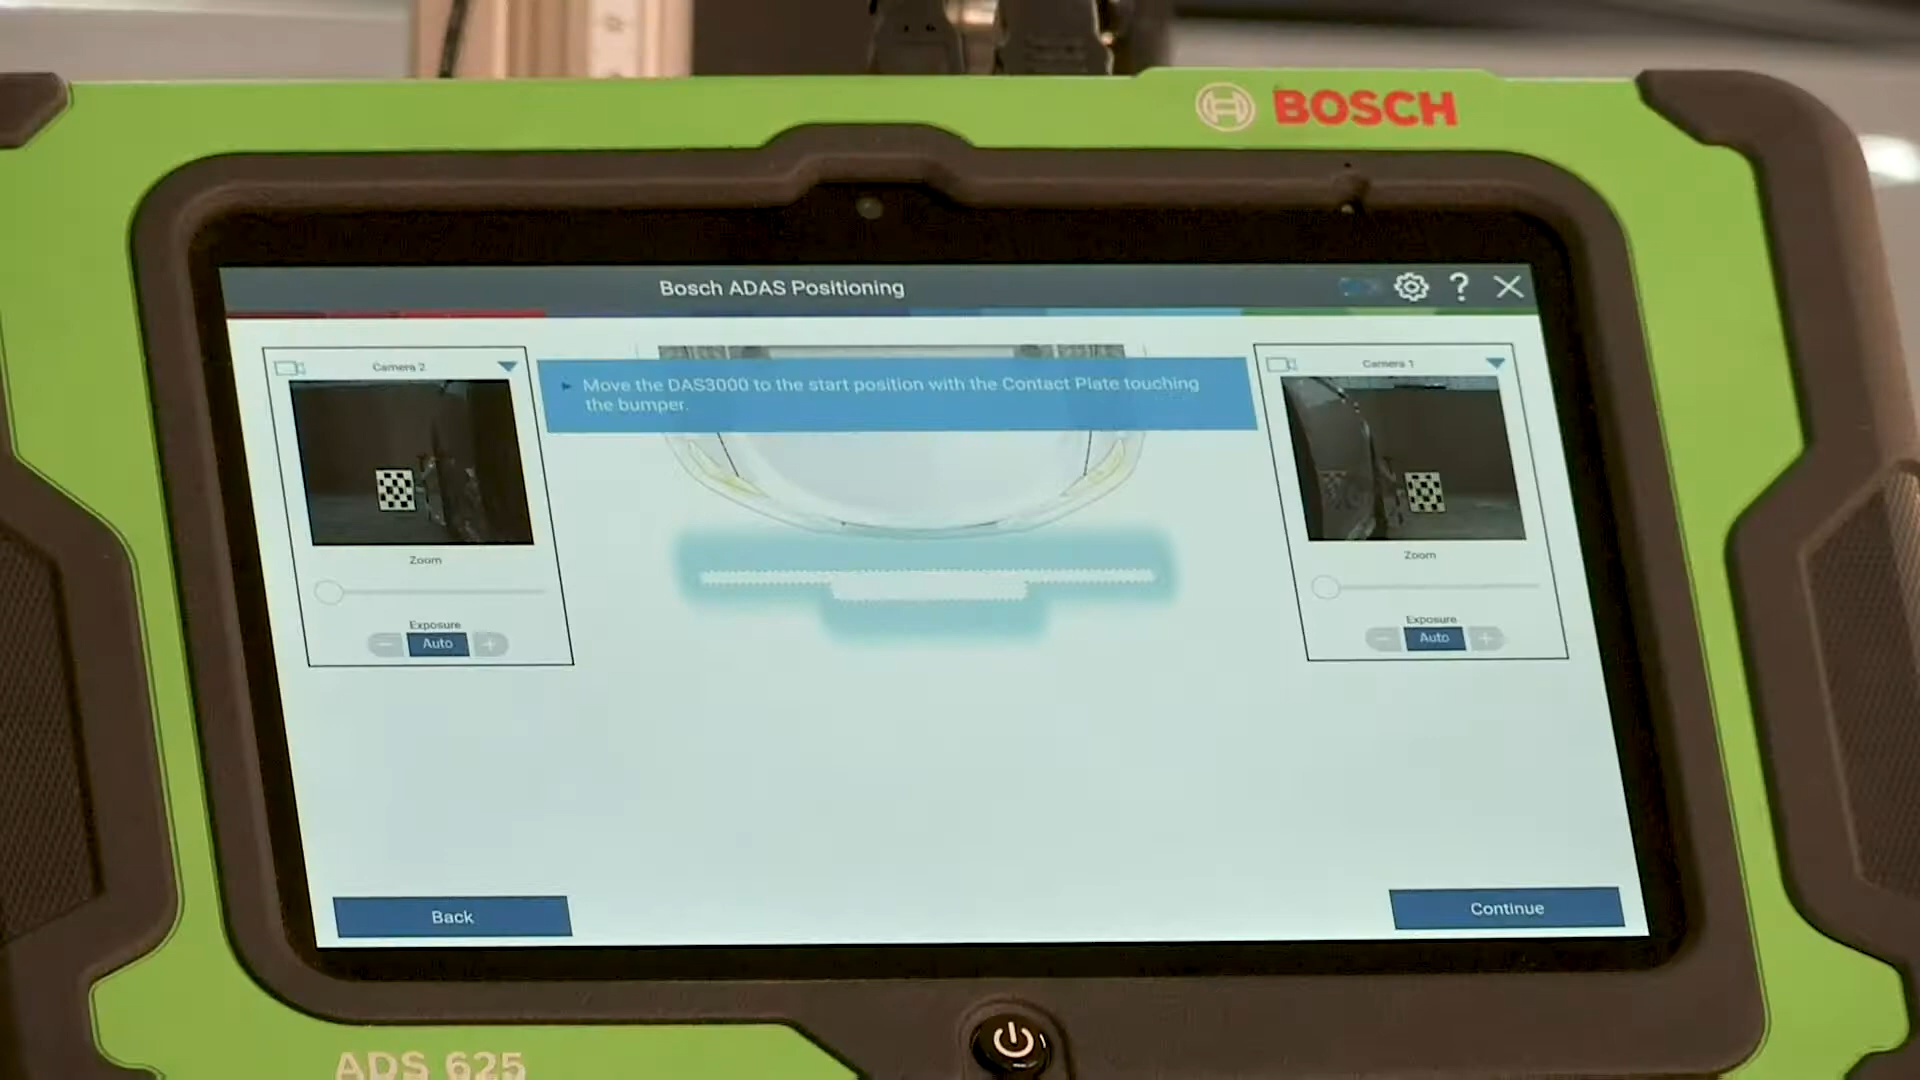 BOSCH
Bosch ADAS Positioning
?
Camera 2
Move the DAS3000 to the start position with the Contact Plate touching
the bumper.
Camera 1
Zoom
Zoom
Exposure
- Auto +
Exposure
- Auto +
Back
Continue
ADS 625